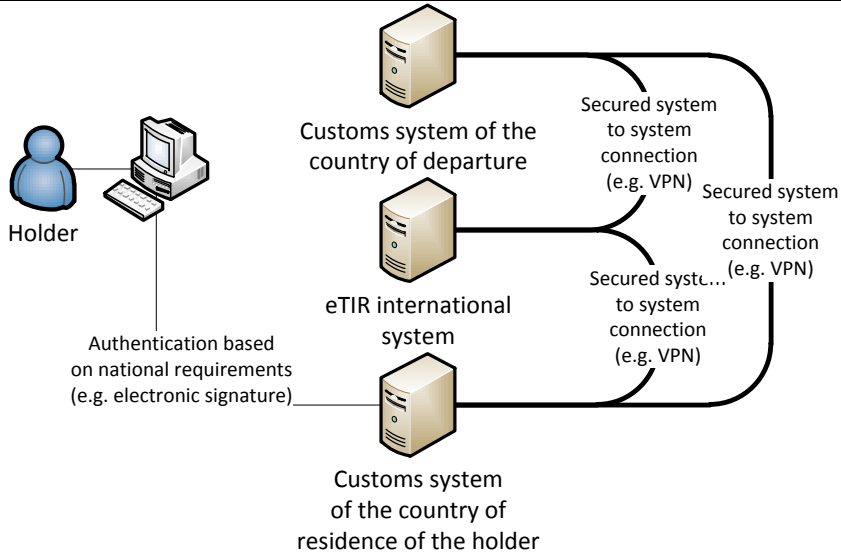 Customs system of the
country of departure
Secured system
to system
connection
(e.g. VPN)
Secured system
to system
connection
(e.g. VPN)
Holder
eTIR international
system
Secured syste
to system
connection
(e.g. VPN)
Authentication based
on national requirements
(e.g. electronic signature)
Customs system
of the country of
residence of the holder